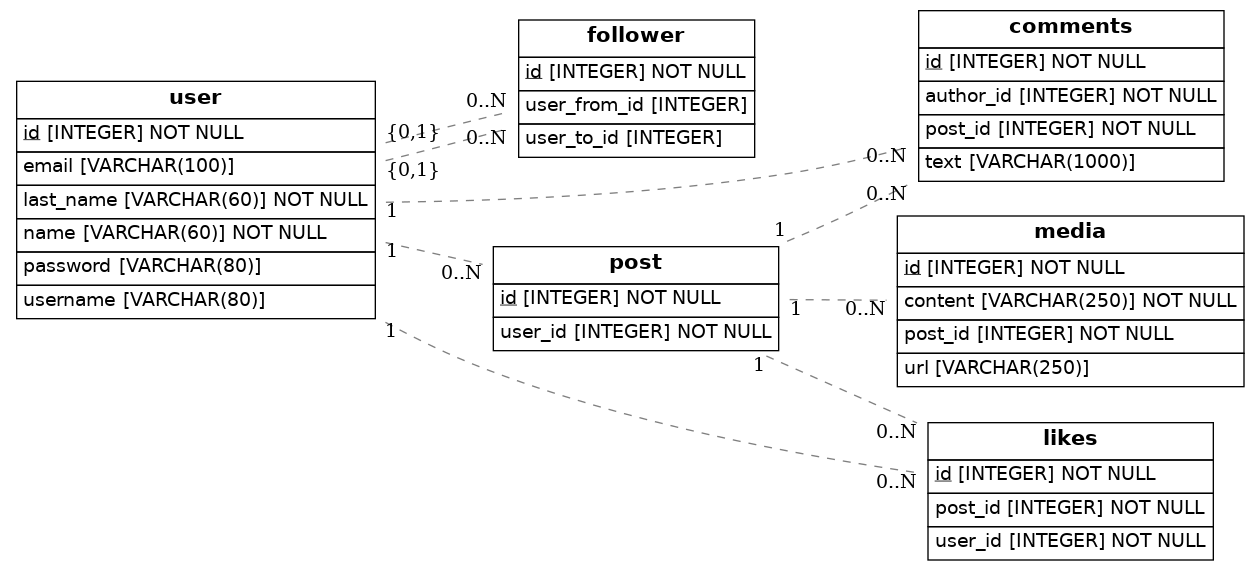 user
id [INTEGER] NOT NULL
email [VARCHAR(100)]
last_name [VARCHAR(60)] NOT NULL
name [VARCHAR(60)] NOT NULL
password [VARCHAR(80)]
username [VARCHAR(80)]
follower
id [INTEGER] NOT NULL
user_from_id [INTEGER]
user_to_id [INTEGER]
comments
id [INTEGER] NOT NULL
author_id [INTEGER] NOT NULL
post_id [INTEGER] NOT NULL
text [VARCHAR(1000)]
post
id [INTEGER] NOT NULL
user_id [INTEGER] NOT NULL
media
id [INTEGER] NOT NULL
content [VARCHAR(250)] NOT NULL
post_id [INTEGER] NOT NULL
url [VARCHAR(250)]
likes
id [INTEGER] NOT NULL
post_id [INTEGER] NOT NULL
user_id [INTEGER] NOT NULL
0..N
{0,1}
0..N
{0,1}
0..N
1
0..N
1
1
0..N
1
0..N
1
0..N
1
0..N